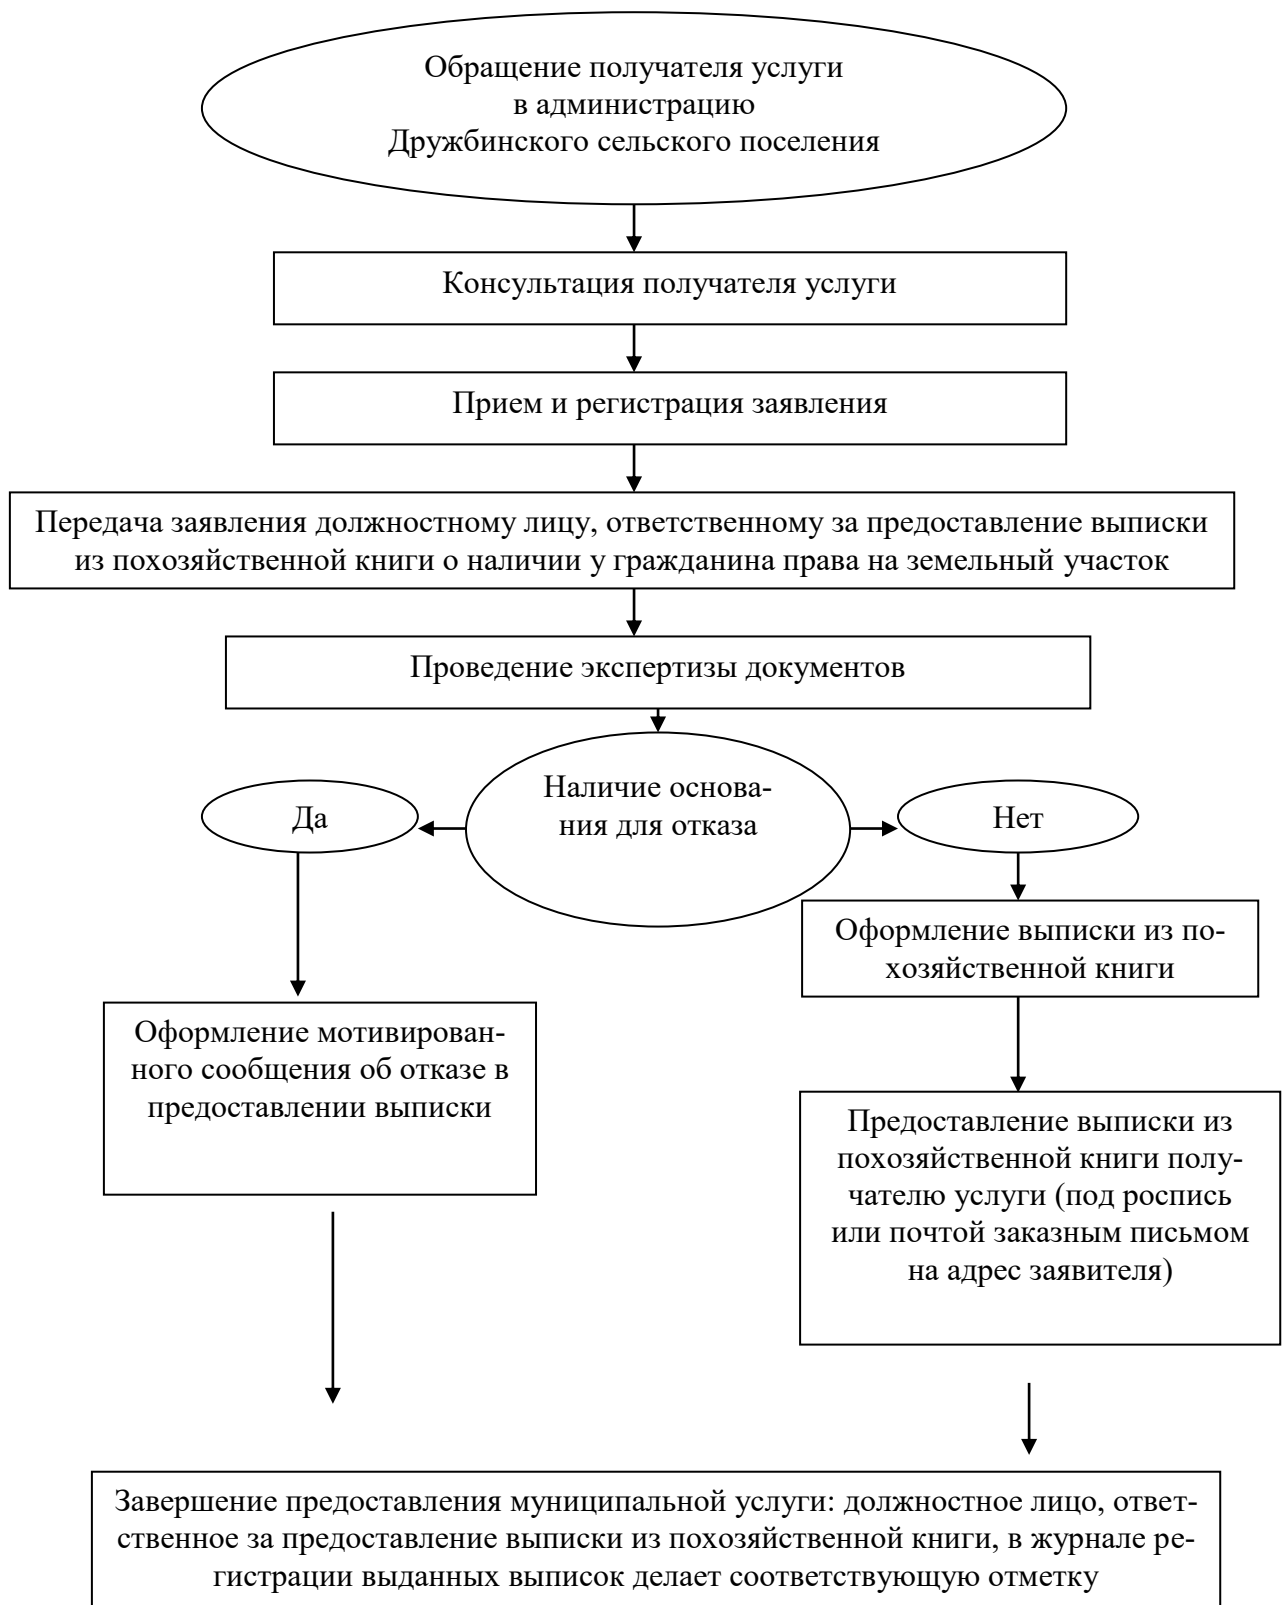 Обращение получателя услуги
в администрацию
Дружбинского сельского поселения
Консультация получателя услуги
Прием и регистрация заявления
Передача заявления должностному лицу, ответственному за предоставление выписки
из похозяйственной книги о наличии у гражданина права на земельный участок
Проведение экспертизы документов
Наличие основа-
ния для отказа
Да
Нет
Оформление выписки из по-
хозяйственной книги
Оформление мотивирован-
ного сообщения об отказе в
предоставлении выписки
Предоставление выписки из
похозяйственной книги полу-
чателю услуги (под роспись
или почтой заказным письмом
на адрес заявителя)
Завершение предоставления муниципальной услуги: должностное лицо, ответ-
ственное за предоставление выписки из похозяйственной книги, в журнале ре-
гистрации выданных выписок делает соответствующую отметку